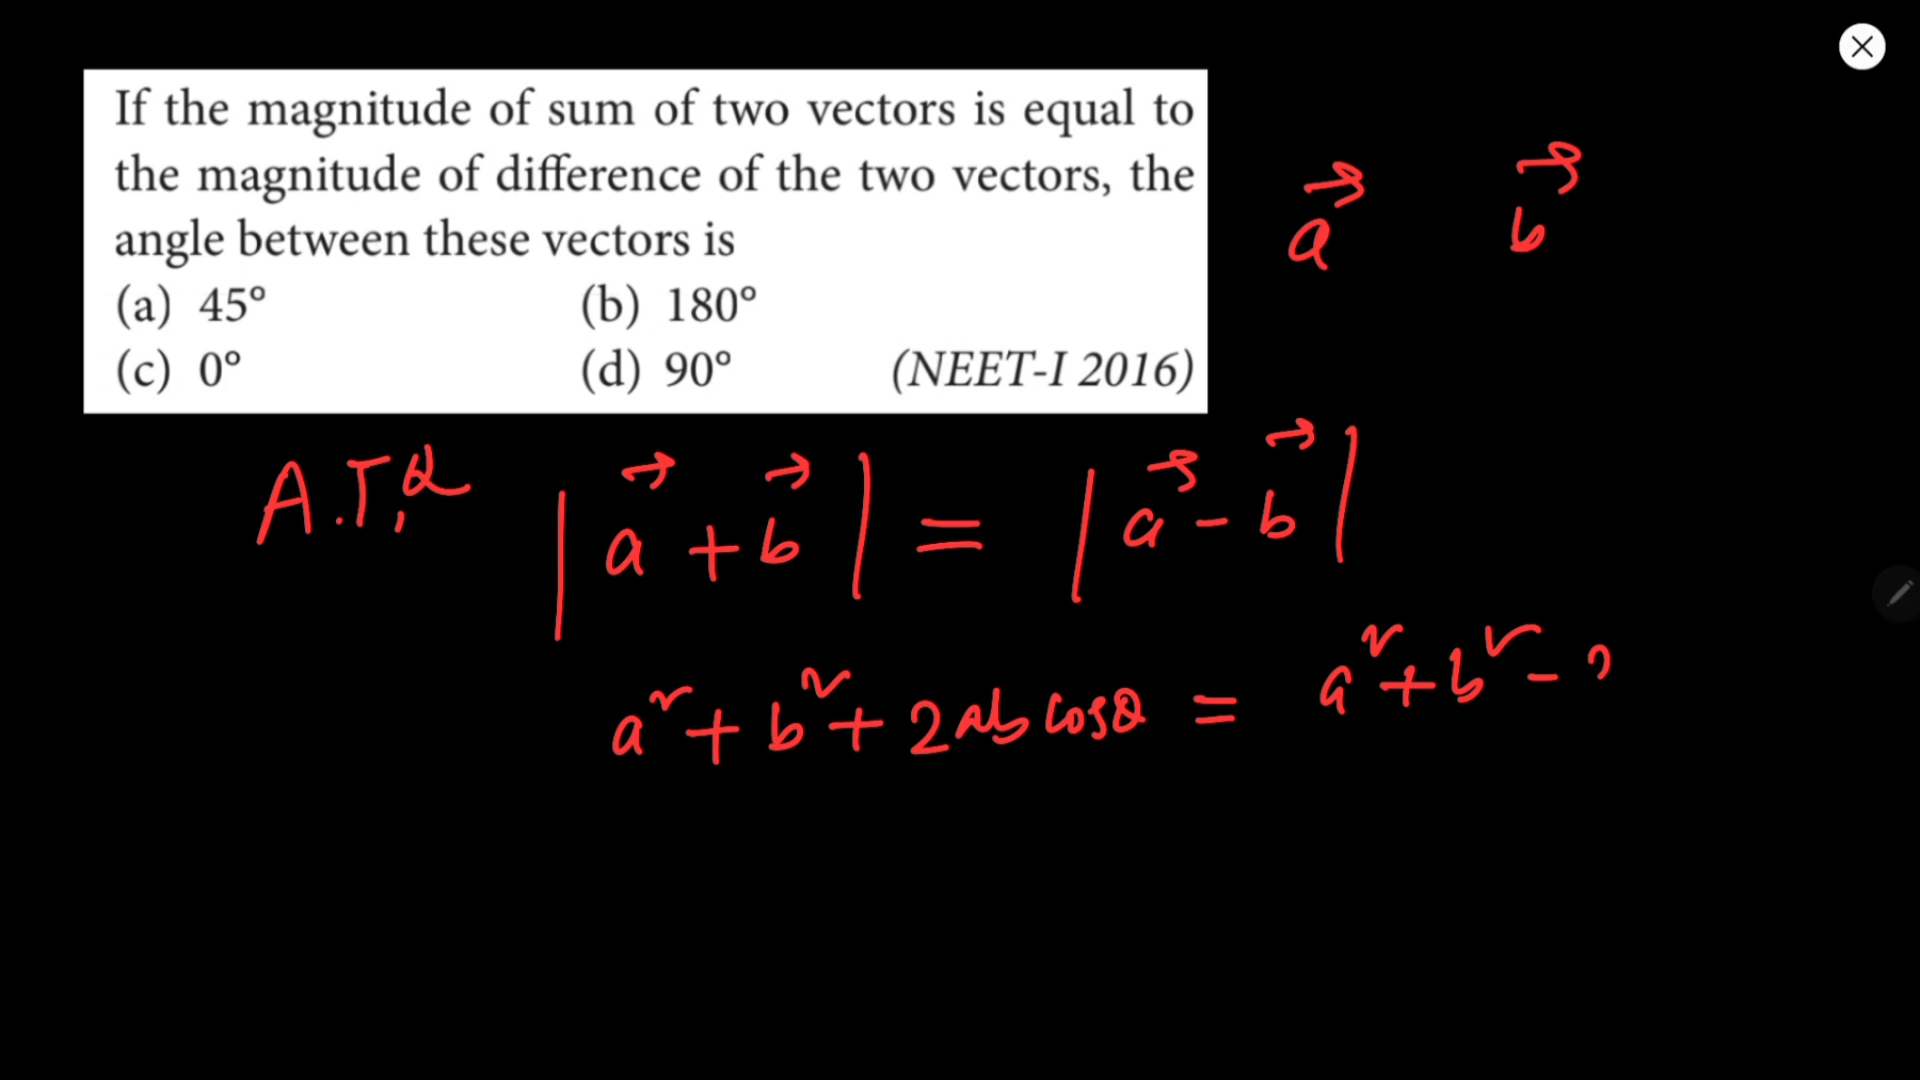 If the magnitude of sum of two vectors is equal to
the magnitude of difference of the two vectors, the
angle between these vectors is
(a) 45° (b) 180°
(c) 0° (d) 90° (NEET-I 2016)
a⃗ b⃗
A.T.Q |a⃗ + b⃗| = |a⃗ - b⃗|
a² + b² + 2ab cosθ = a² + b² -